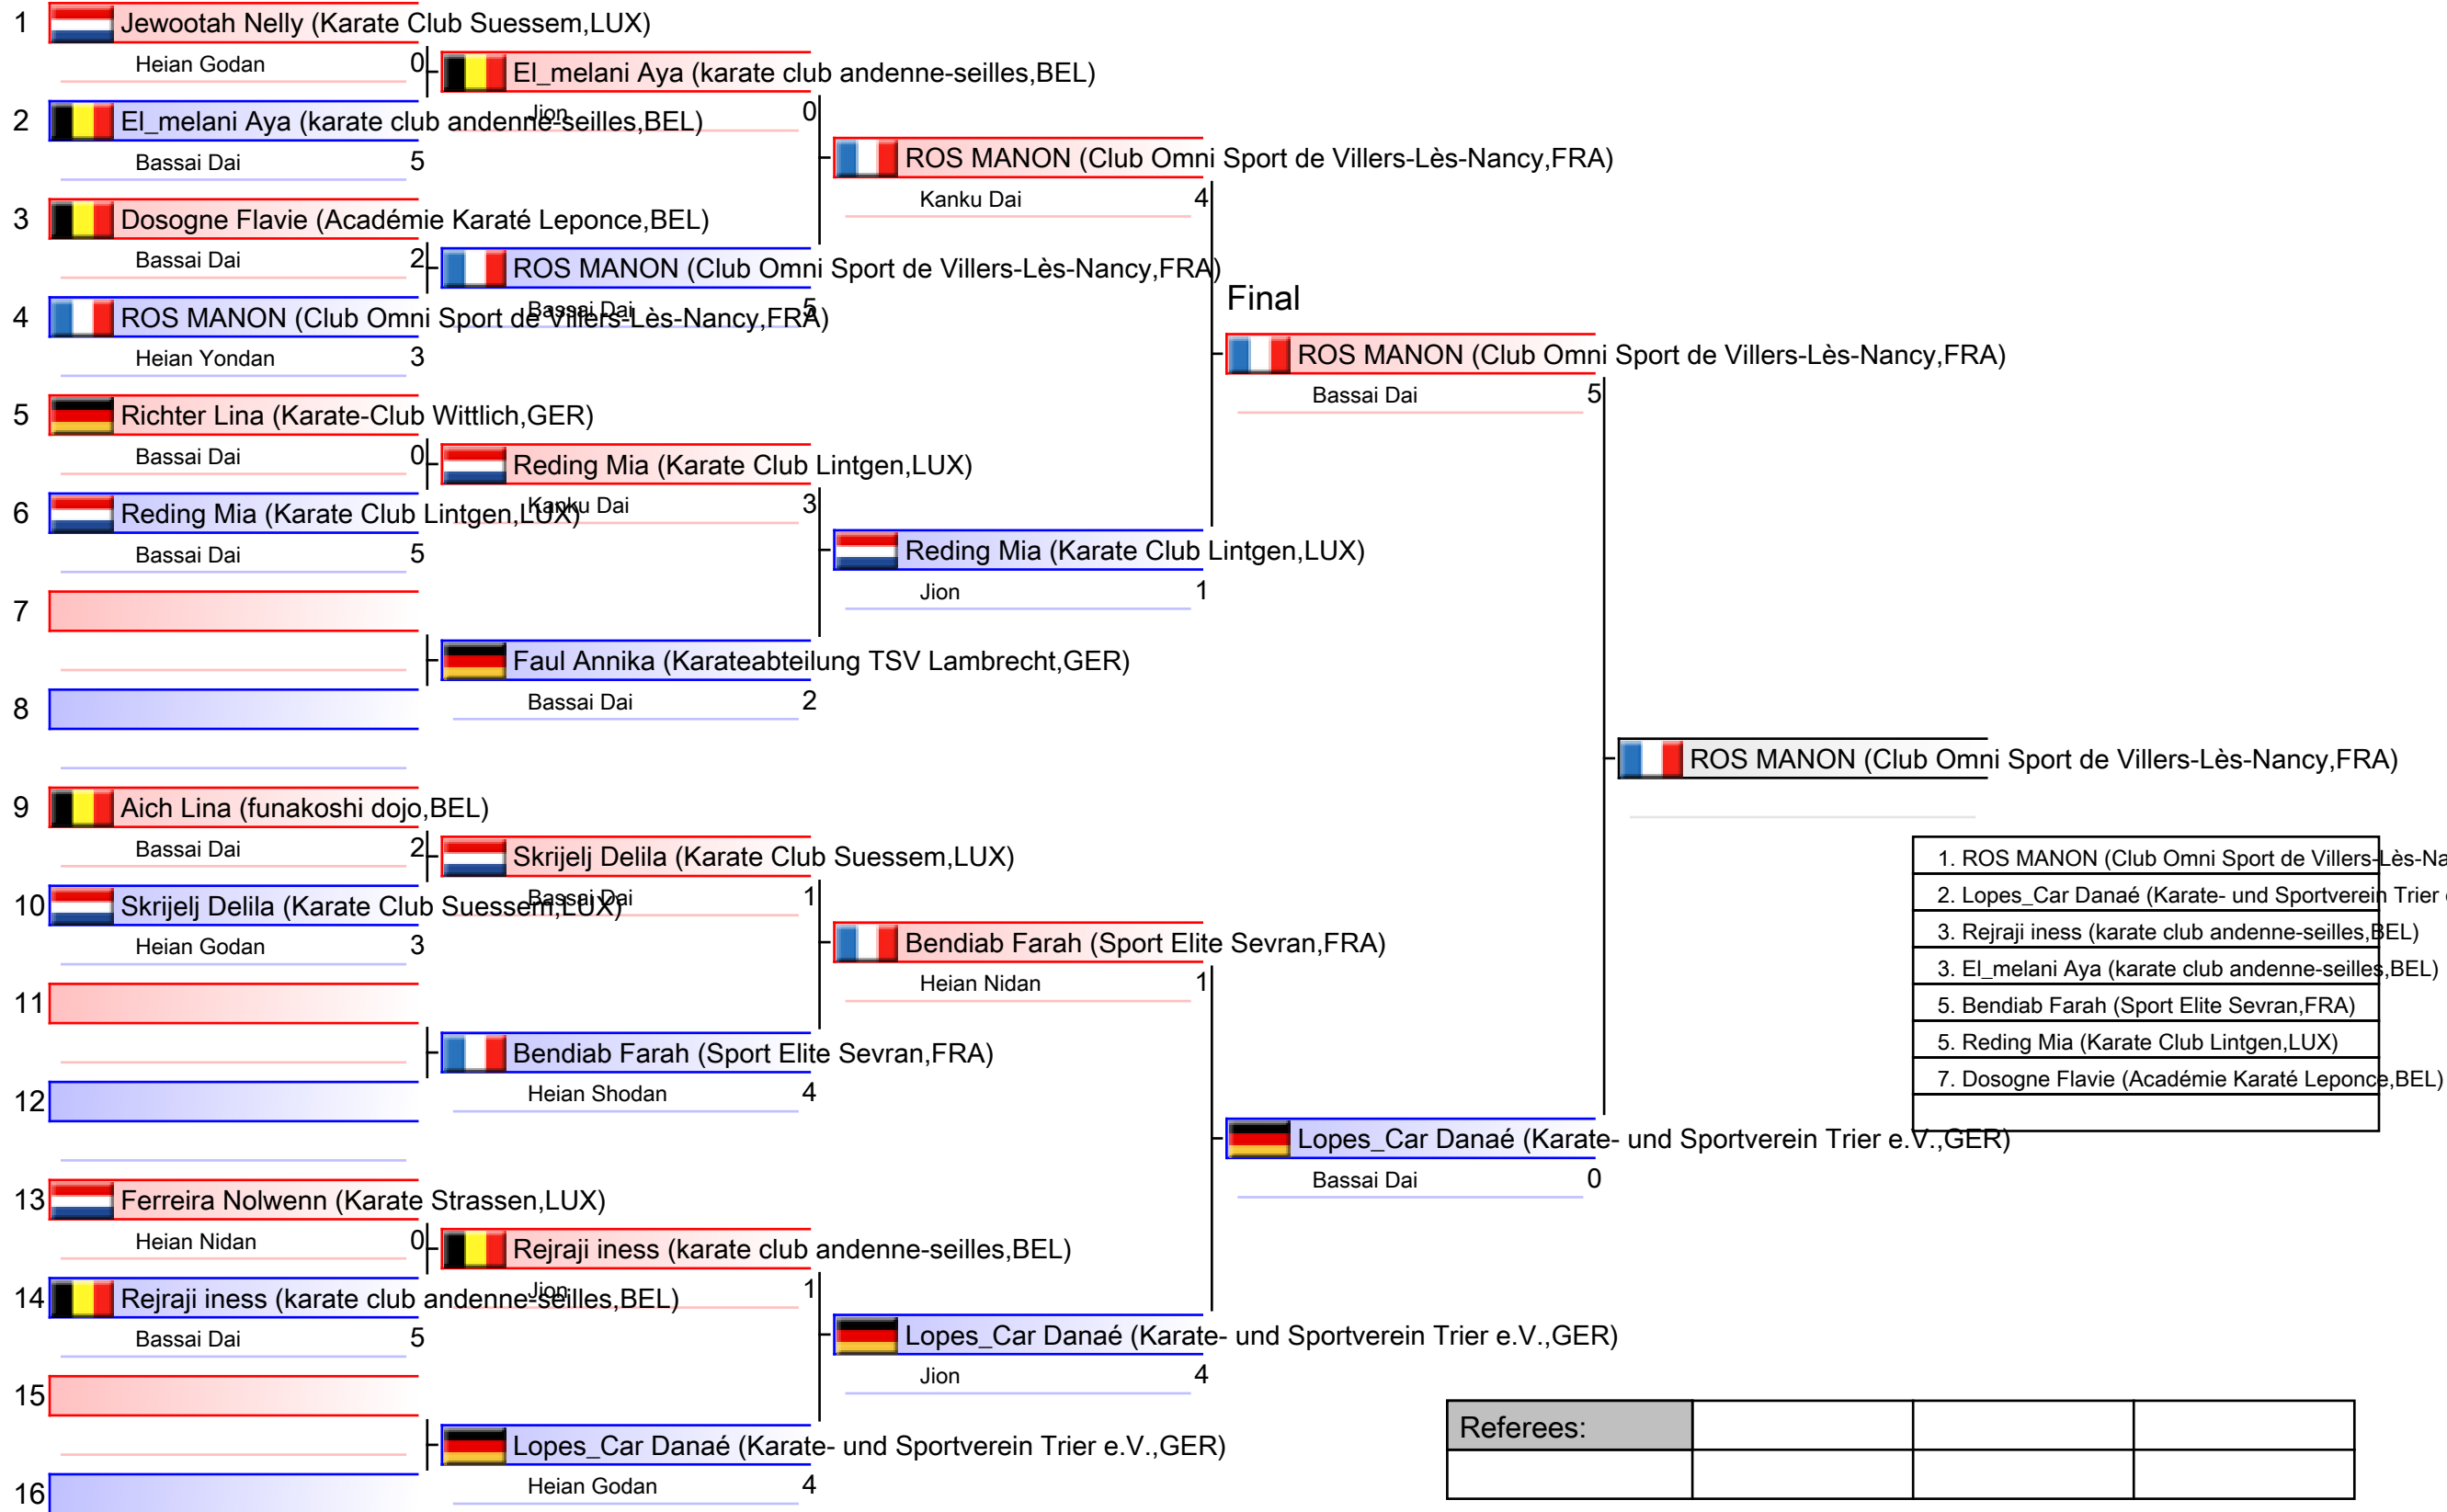 1 Jewootah Nelly (Karate Club Suessem,LUX)
Heian Godan 0
2 El_melani Aya (karate club andenne-seilles,BEL)
Bassai Dai 5
3 Dosogne Flavie (Académie Karaté Leponce,BEL)
Bassai Dai 2
4 ROS MANON (Club Omni Sport de Villers-Lès-Nancy,FRA)
Heian Yondan 3
5 Richter Lina (Karate-Club Wittlich,GER)
Bassai Dai 0
6 Reding Mia (Karate Club Lintgen,LUX)
Bassai Dai 5
7
8
9 Aich Lina (funakoshi dojo,BEL)
Bassai Dai 2
10 Skrijelj Delila (Karate Club Suessem,LUX)
Heian Godan 3
11
12
13 Ferreira Nolwenn (Karate Strassen,LUX)
Heian Nidan 0
14 Rejraji iness (karate club andenne-seilles,BEL)
Bassai Dai 5
15
16
El_melani Aya (karate club andenne-seilles,BEL)
Jion 0
ROS MANON (Club Omni Sport de Villers-Lès-Nancy,FRA)
Bassai Dai 5
Reding Mia (Karate Club Lintgen,LUX)
Kanku Dai 3
Faul Annika (Karateabteilung TSV Lambrecht,GER)
Bassai Dai 2
Skrijelj Delila (Karate Club Suessem,LUX)
Bassai Dai 1
Bendiab Farah (Sport Elite Sevran,FRA)
Heian Shodan 4
Rejraji iness (karate club andenne-seilles,BEL)
Jion 1
Lopes_Car Danaé (Karate- und Sportverein Trier e.V.,GER)
Heian Godan 4
ROS MANON (Club Omni Sport de Villers-Lès-Nancy,FRA)
Kanku Dai 4
Reding Mia (Karate Club Lintgen,LUX)
Jion 1
Bendiab Farah (Sport Elite Sevran,FRA)
Heian Nidan 1
Lopes_Car Danaé (Karate- und Sportverein Trier e.V.,GER)
Jion 4
Final
ROS MANON (Club Omni Sport de Villers-Lès-Nancy,FRA)
Bassai Dai 5
Lopes_Car Danaé (Karate- und Sportverein Trier e.V.,GER)
Bassai Dai 0
ROS MANON (Club Omni Sport de Villers-Lès-Nancy,FRA)
1. ROS MANON (Club Omni Sport de Villers-Lès-Na
2. Lopes_Car Danaé (Karate- und Sportverein Trier
3. Rejraji iness (karate club andenne-seilles,BEL)
3. El_melani Aya (karate club andenne-seilles,BEL)
5. Bendiab Farah (Sport Elite Sevran,FRA)
5. Reding Mia (Karate Club Lintgen,LUX)
7. Dosogne Flavie (Académie Karaté Leponce,BEL)
Referees: